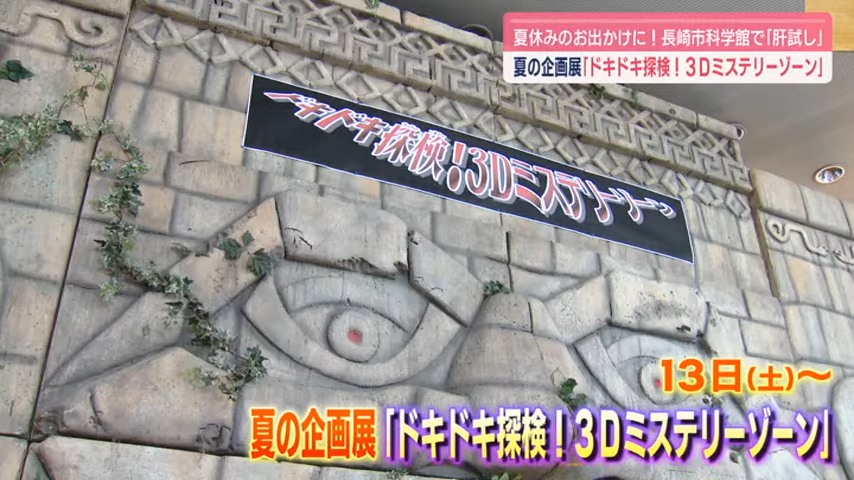 夏休みのお出かけに！長崎市科学館で「肝試し」
夏の企画展「ドキドキ探検！３Ｄミステリーゾーン」
ドキドキ探検！3Dミステリーゾーン
13日(土)～
夏の企画展「ドキドキ探検！３Ｄミステリーゾーン」